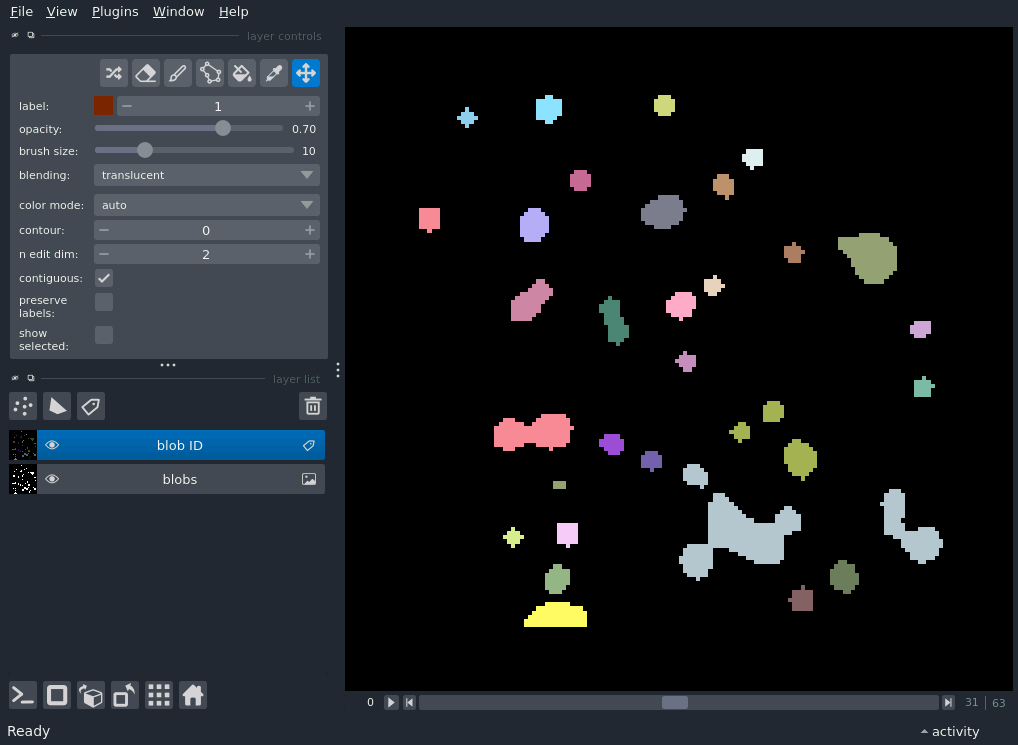 File View Plugins Window Help
layer controls
label: 1
opacity: 0.70
brush size: 10
blending: translucent
color mode: auto
contour: 0
n edit dim: 2
contiguous:
preserve
labels:
show
selected:
layer list
blob ID
blobs
0 31 | 63
Ready activity